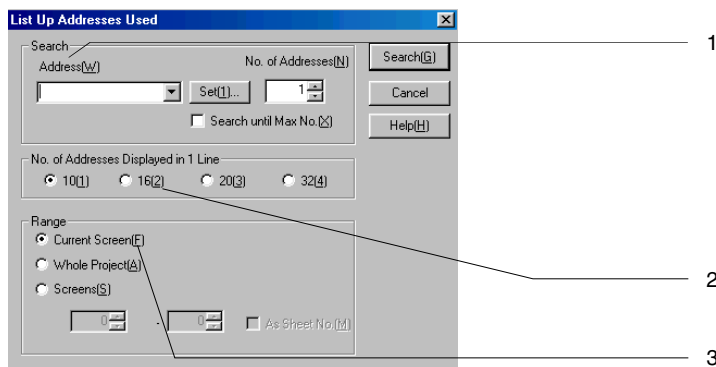 List Up Addresses Used
Search
Address(W)
No. of Addresses(N)
Search(G)
1
Set(1)...
1
Cancel
Search until Max No.(X)
Help(H)
No. of Addresses Displayed in 1 Line
10(1) 16(2) 20(3) 32(4)
Range
Current Screen(F)
Whole Project(A)
2
Screens(S)
0 - 0 As Sheet No.(M)
3